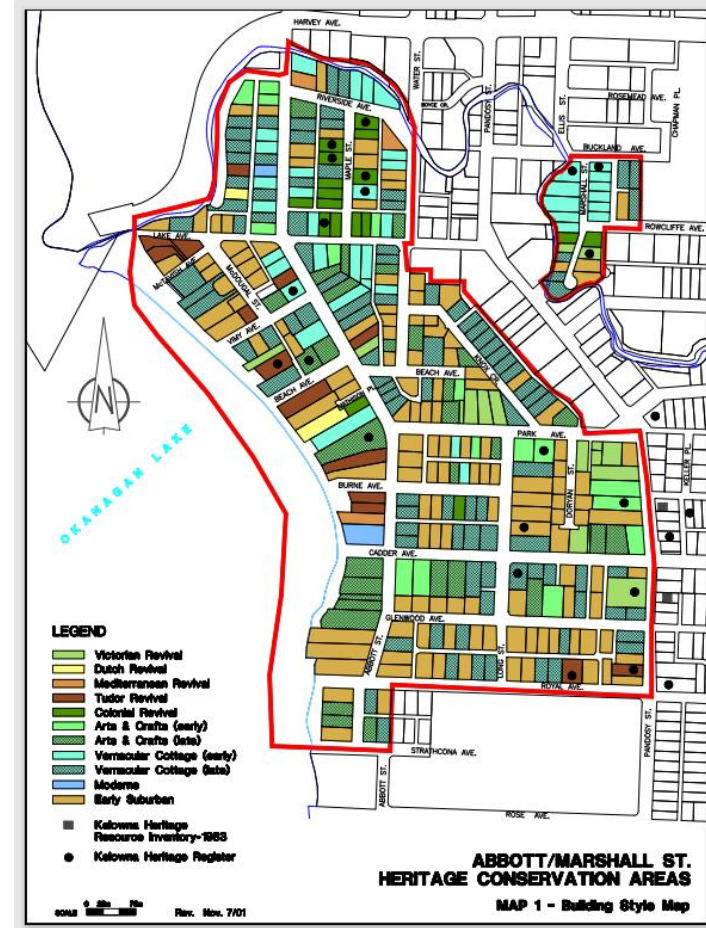 HARVEY AVE.
WATER ST.
PANDOSY ST.
ELLIS ST.
ROSEMEAD AVE.
CHAPMAN PL.
RIVERSIDE AVE.
BUCKLAND AVE.
MAPLE ST.
MARSHALL ST.
ROWCLIFFE AVE.
LAKE AVE.
McDOUGAL ST.
VIMY AVE.
KNOX CR.
BEACH AVE.
BEACH AVE.
PARK AVE.
KELLER PL.
DORYAN ST.
BURNE AVE.
OKANAGAN LAKE
N
CADDER AVE.
GLENWOOD AVE.
ABBOTT ST.
LONG ST.
ROYAL AVE.
PANDOSY ST.
STRATHCONA AVE.
ABBOTT ST.
ROSE AVE.
LEGEND
Victorian Revival
Dutch Revival
Mediterranean Revival
Tudor Revival
Colonial Revival
Arts & Crafts (early)
Arts & Crafts (late)
Vernacular Cottage (early)
Vernacular Cottage (late)
Moderne
Early Suburban
Kelowna Heritage
Resource Inventory-1983
Kelowna Heritage Register
ABBOTT/MARSHALL ST.
HERITAGE CONSERVATION AREAS
MAP 1 - Building Style Map
SCALE
Rev. Nov. 7/01